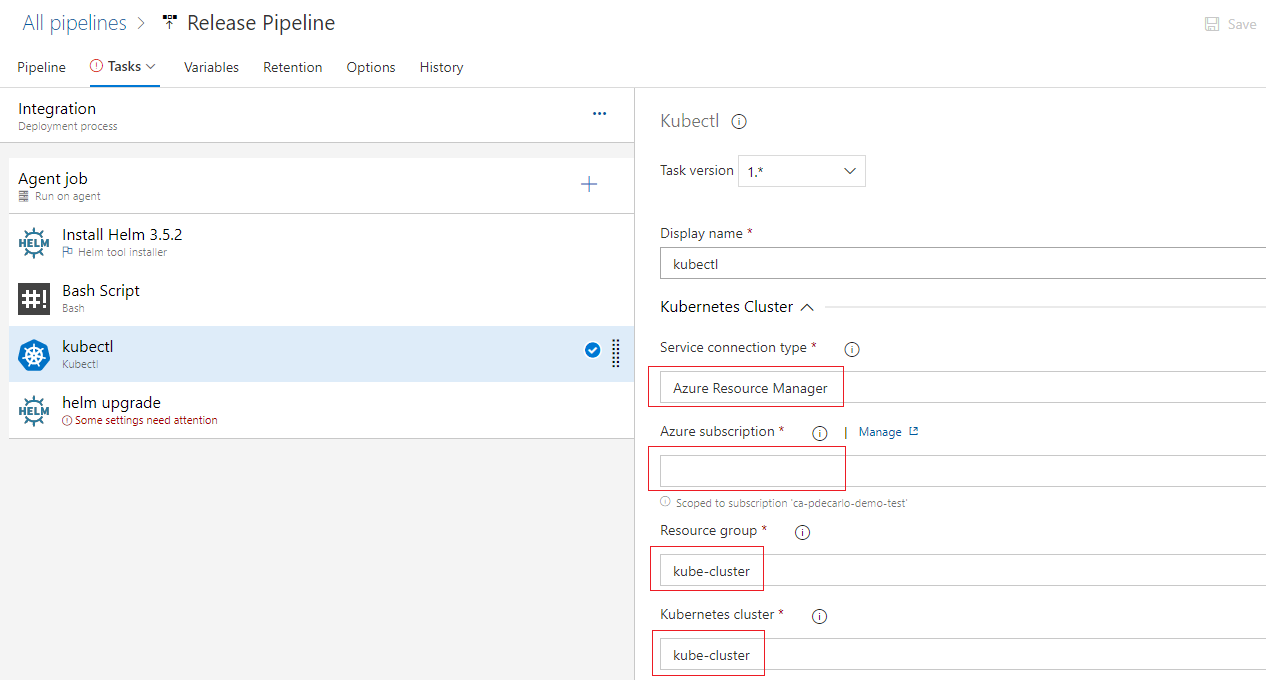 All pipelines > Release Pipeline
Save
Pipeline Tasks Variables Retention Options History
Integration
Deployment process
...
Agent job
Run on agent
HELM Install Helm 3.5.2
Helm tool installer
#! Bash Script
Bash
kubectl
Kubectl
HELM helm upgrade
Some settings need attention
Kubectl
Task version 1.*
Display name *
kubectl
Kubernetes Cluster
Service connection type *
Azure Resource Manager
Azure subscription * | Manage
Scoped to subscription 'ca-pdecarlo-demo-test'
Resource group *
kube-cluster
Kubernetes cluster *
kube-cluster